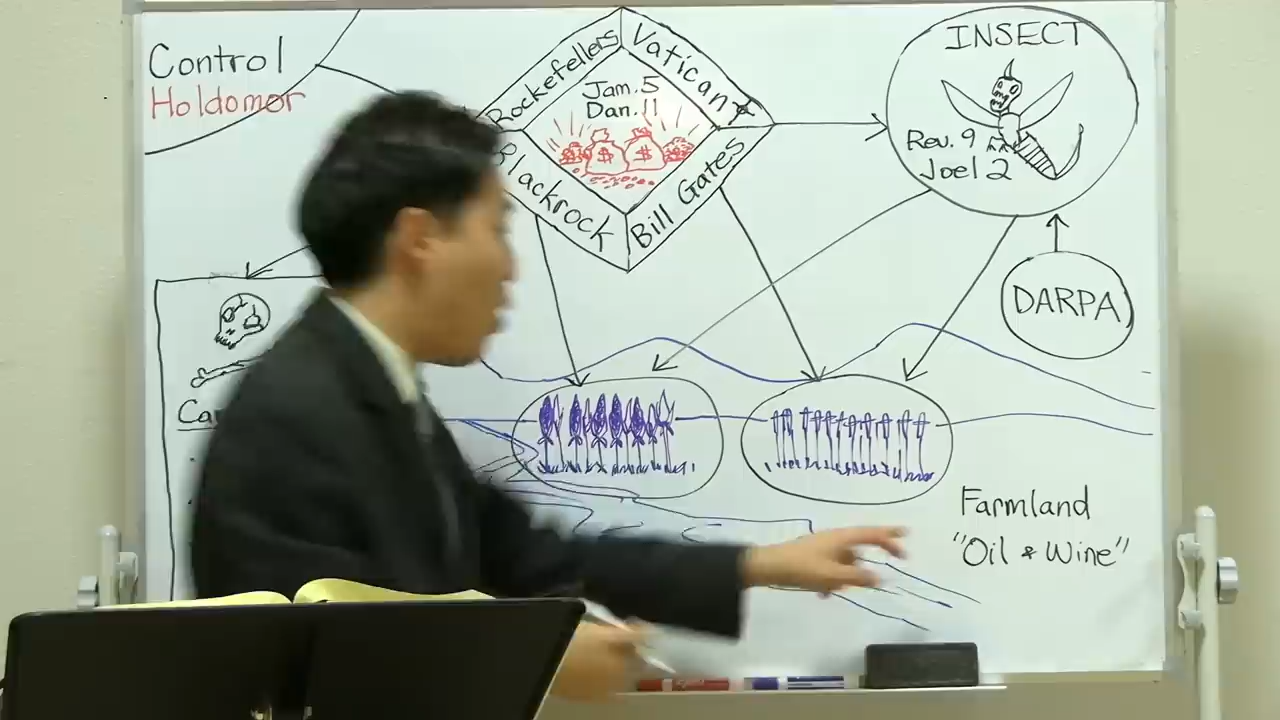 Control
Holdomor
Rockefellers
Vatican
Jam. 5
Dan. 11
$ $
Blackrock
Bill Gates
INSECT
Rev. 9
Joel 2
DARPA
Farmland
"Oil & Wine"